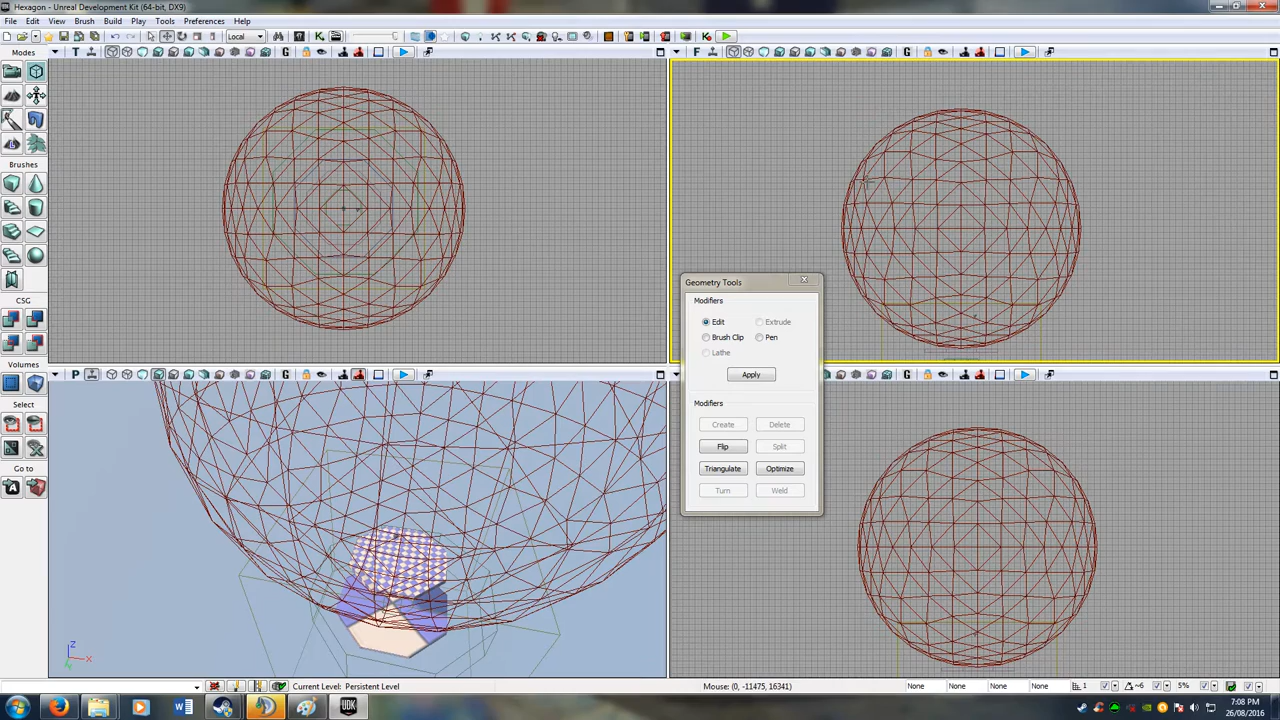 Hexagon - Unreal Development Kit (64-bit, DX9)
File Edit View Brush Build Play Tools Preferences Help
Local
Modes
T
G
F
G
Brushes
CSG
Volumes
Select
Go to
Geometry Tools
Modifiers
Edit Extrude
Brush Clip Pen
Lathe
Apply
Modifiers
Create Delete
Flip Split
Triangulate Optimize
Turn Weld
P
G
G
Z
X
Y
Current Level: Persistent Level
Mouse: (0, -11475, 16341)
None None None None
1 ~6 5%
UDK
7:08 PM
26/08/2016